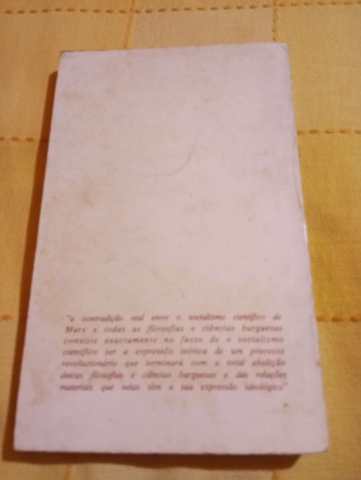 "a contradição real entre o socialismo científico de
Marx e todas as filosofias e ciências burguesas
consiste exactamente no facto de o socialismo
científico ser a expressão teórica de um processo
revolucionário que terminará com a total abolição
dessas filosofias e ciências burguesas e das relações
materiais que nelas têm a sua expressão ideológica"